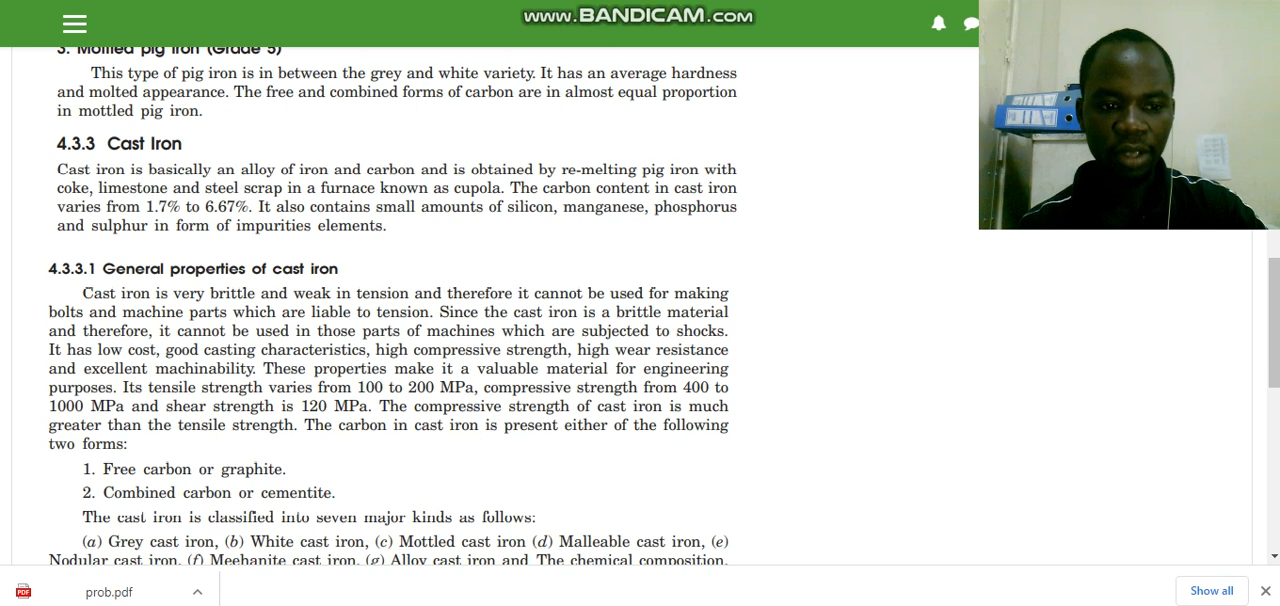 www.BANDICAM.com
3. Mottled pig iron (Grade 5)
This type of pig iron is in between the grey and white variety. It has an average hardness
and molted appearance. The free and combined forms of carbon are in almost equal proportion
in mottled pig iron.
4.3.3 Cast Iron
Cast iron is basically an alloy of iron and carbon and is obtained by re-melting pig iron with
coke, limestone and steel scrap in a furnace known as cupola. The carbon content in cast iron
varies from 1.7% to 6.67%. It also contains small amounts of silicon, manganese, phosphorus
and sulphur in form of impurities elements.
4.3.3.1 General properties of cast iron
Cast iron is very brittle and weak in tension and therefore it cannot be used for making
bolts and machine parts which are liable to tension. Since the cast iron is a brittle material
and therefore, it cannot be used in those parts of machines which are subjected to shocks.
It has low cost, good casting characteristics, high compressive strength, high wear resistance
and excellent machinability. These properties make it a valuable material for engineering
purposes. Its tensile strength varies from 100 to 200 MPa, compressive strength from 400 to
1000 MPa and shear strength is 120 MPa. The compressive strength of cast iron is much
greater than the tensile strength. The carbon in cast iron is present either of the following
two forms:
1. Free carbon or graphite.
2. Combined carbon or cementite.
The cast iron is classified into seven major kinds as follows:
(a) Grey cast iron, (b) White cast iron, (c) Mottled cast iron (d) Malleable cast iron, (e)
Nodular cast iron, (f) Meehanite cast iron, (g) Alloy cast iron and The chemical composition,
PDF
prob.pdf
Show all